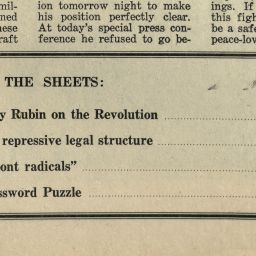 mil-
ned
nese
raft
ion tomorrow night to make
his position perfectly clear.
At today's special press con-
ference he refused to go be-
ings. If
this fig
be a safe
peace-lov
THE SHEETS:
y Rubin on the Revolution
repressive legal structure
ont radicals"
ssword Puzzle